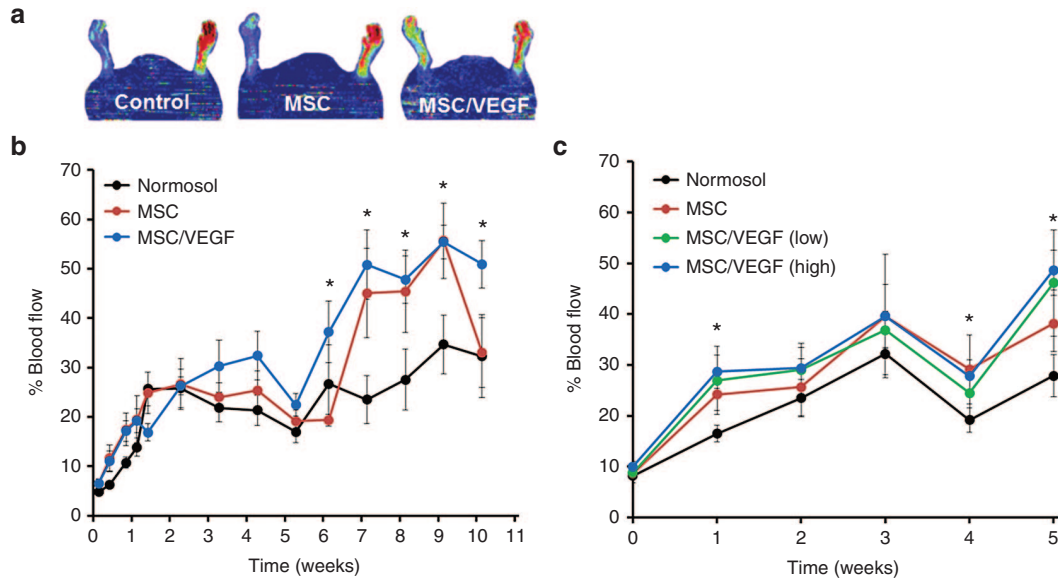 a
Control
MSC
MSC/VEGF
b
% Blood flow
70
60
50
40
30
20
10
0
Normosol
MSC
MSC/VEGF
*
*
*
*
*
0 1 2 3 4 5 6 7 8 9 10 11
Time (weeks)
c
% Blood flow
70
60
50
40
30
20
10
0
Normosol
MSC
MSC/VEGF (low)
MSC/VEGF (high)
*
*
*
0 1 2 3 4 5
Time (weeks)